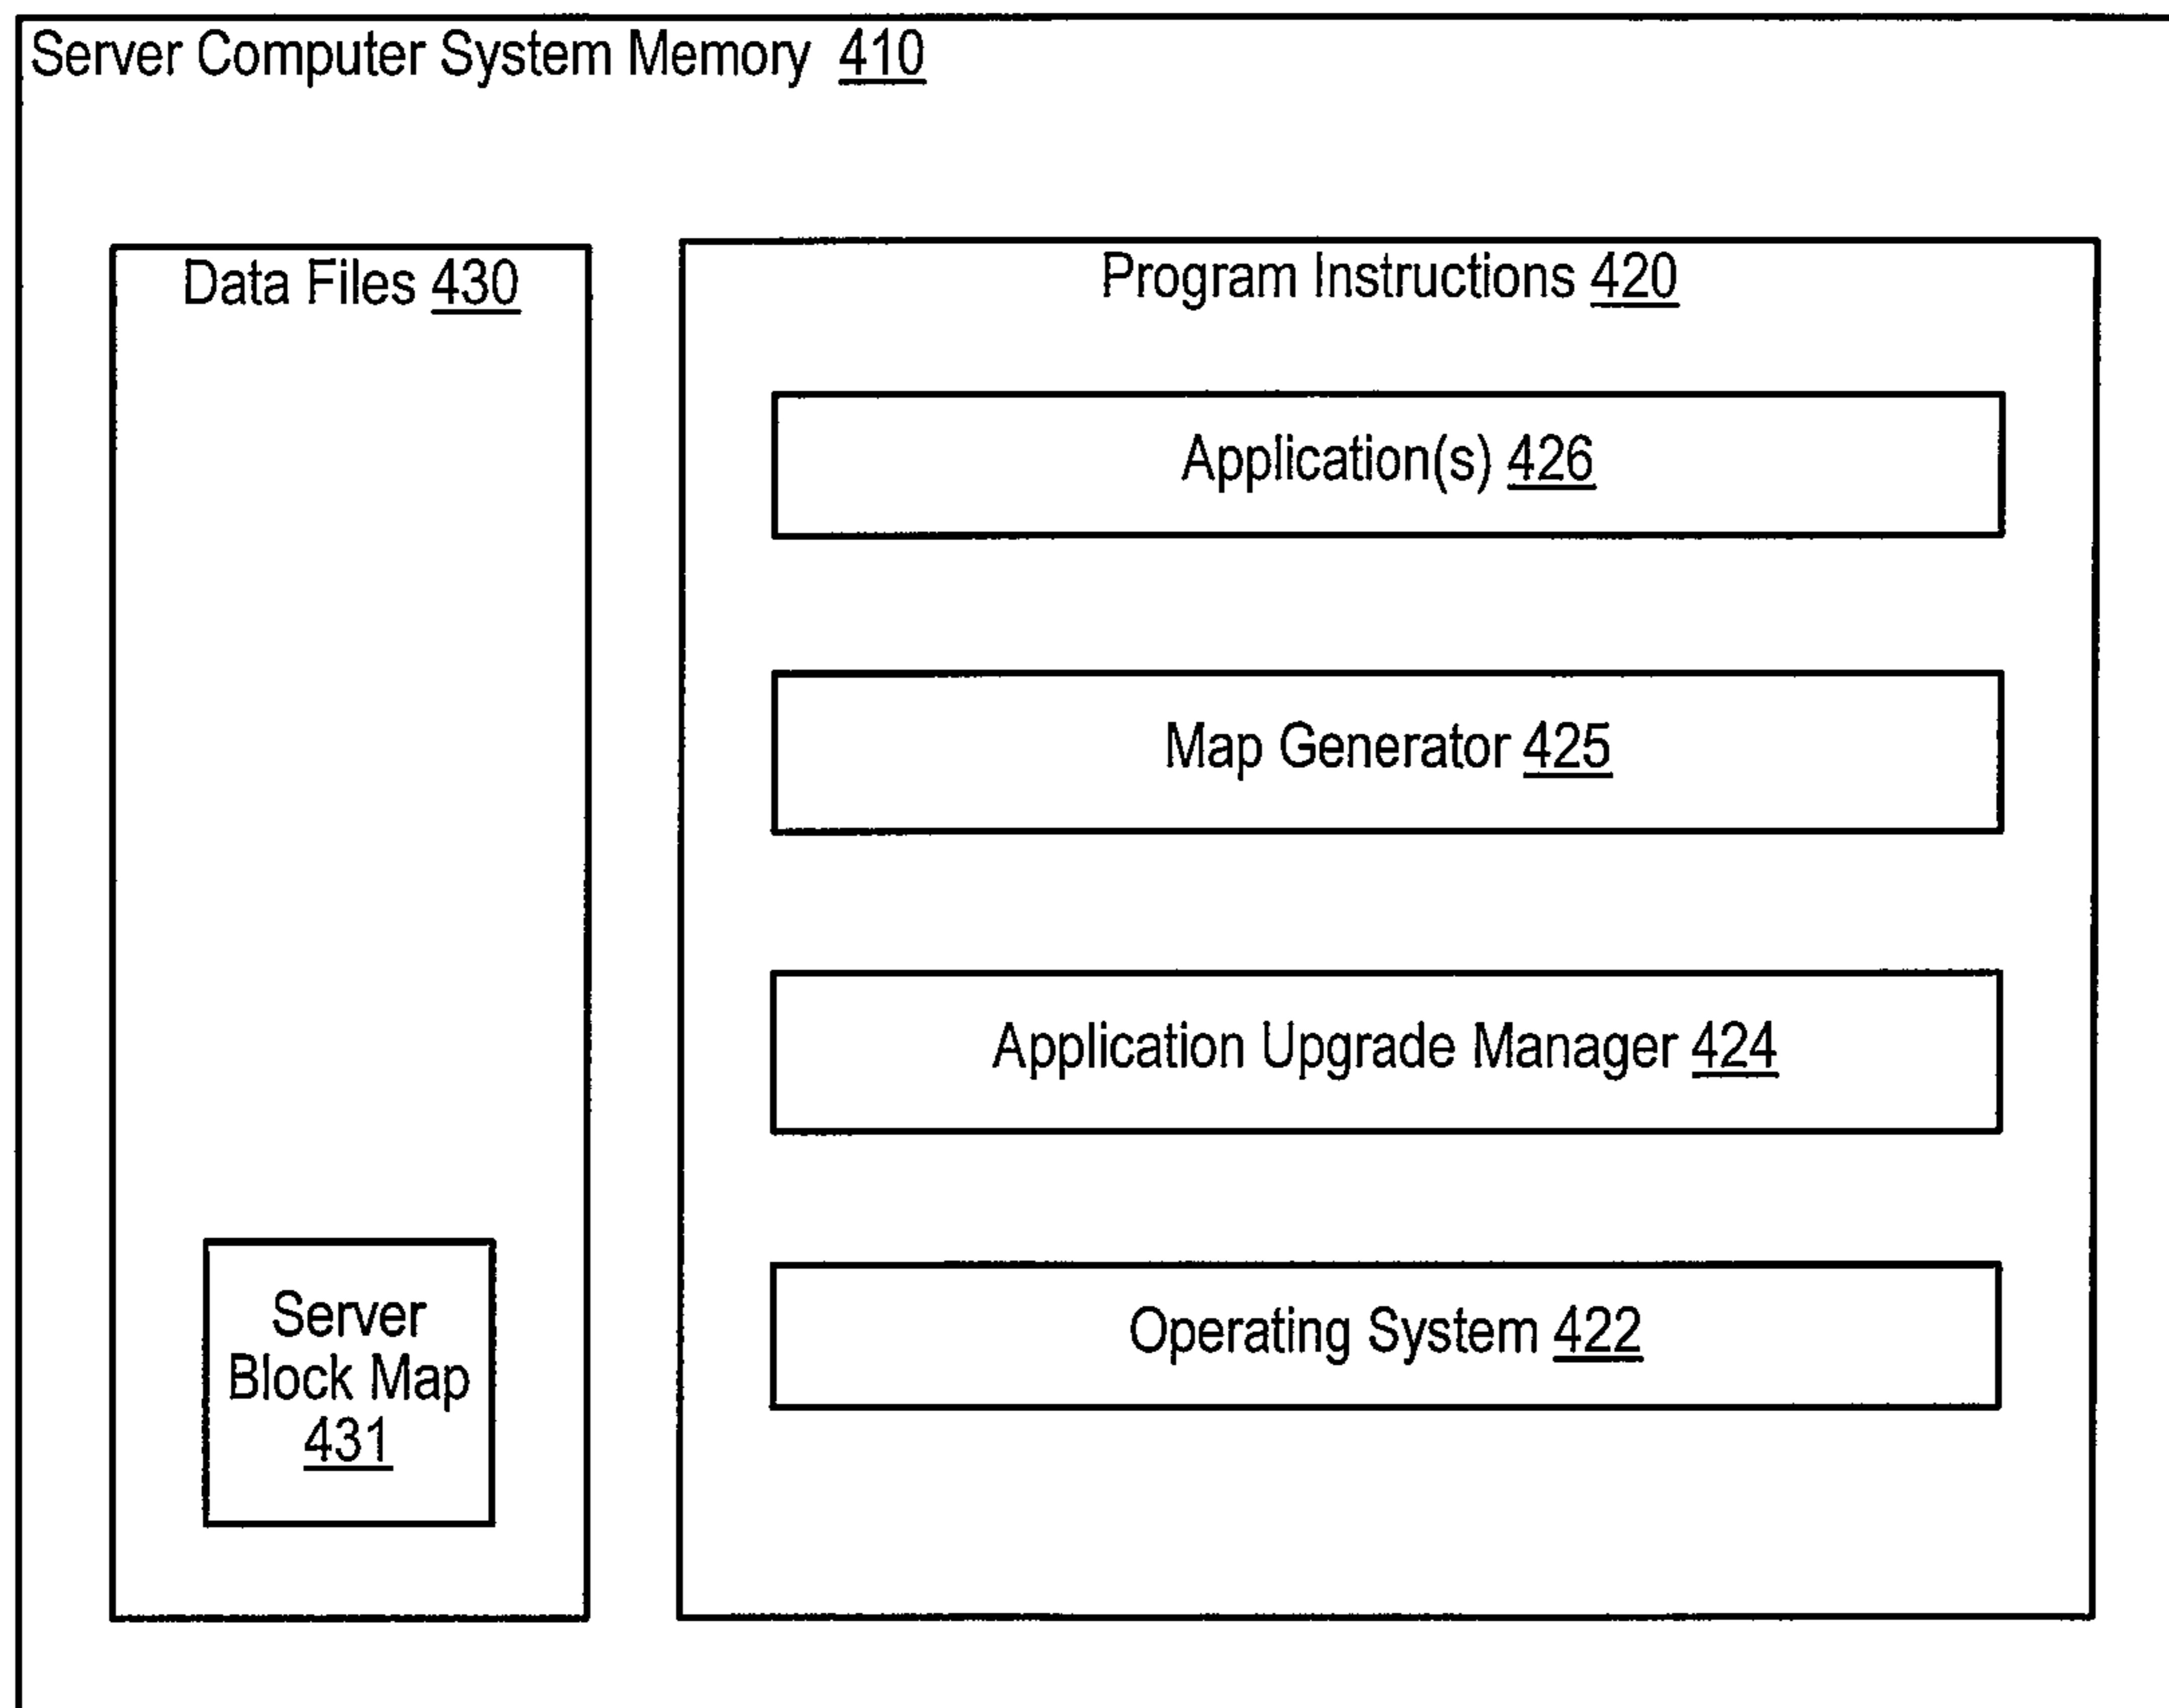 Server Computer System Memory 410
Data Files 430
Server
Block Map
431
Program Instructions 420
Application(s) 426
Map Generator 425
Application Upgrade Manager 424
Operating System 422